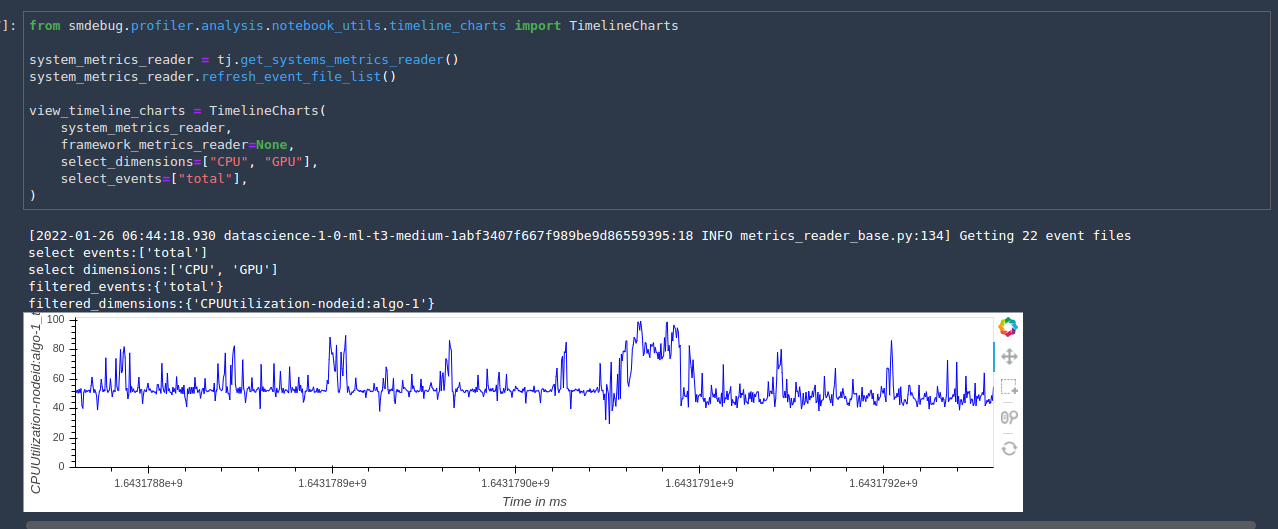 ]:
from smdebug.profiler.analysis.notebook_utils.timeline_charts import TimelineCharts
system_metrics_reader = tj.get_systems_metrics_reader()
system_metrics_reader.refresh_event_file_list()
view_timeline_charts = TimelineCharts(
    system_metrics_reader,
    framework_metrics_reader=None,
    select_dimensions=["CPU", "GPU"],
    select_events=["total"],
)
[2022-01-26 06:44:18.930 datascience-1-0-ml-t3-medium-1abf3407f667f989be9d86559395:18 INFO metrics_reader_base.py:134] Getting 22 event files
select events:['total']
select dimensions:['CPU', 'GPU']
filtered_events:{'total'}
filtered_dimensions:{'CPUUtilization-nodeid:algo-1'}
CPUUtilization-nodeid:algo-1_t
100
80
60
40
20
0
1.6431788e+9 1.6431789e+9 1.6431790e+9 1.6431791e+9 1.6431792e+9
Time in ms